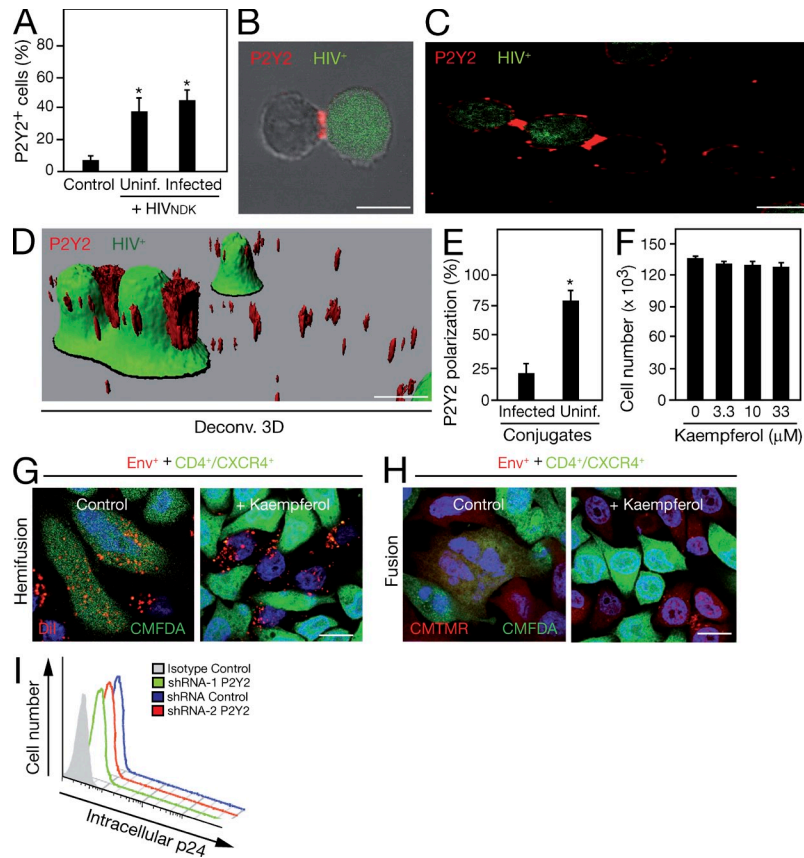 A
P2Y2+ cells (%)
80
60
40
20
0
*
*
Control
Uninf.
Infected
+ HIVNDK
B
P2Y2 HIV+
C
P2Y2 HIV+
D
P2Y2 HIV+
Deconv. 3D
E
P2Y2 polarization (%)
100
75
50
25
0
*
Infected Uninf.
Conjugates
F
Cell number (x 10³)
150
120
90
60
30
0
0 3.3 10 33
Kaempferol (µM)
G
Env+ + CD4+/CXCR4+
Hemifusion
Control
+ Kaempferol
DiI
CMFDA
H
Env+ + CD4+/CXCR4+
Fusion
Control
+ Kaempferol
CMTMR
CMFDA
I
Cell number
Isotype Control
shRNA-1 P2Y2
shRNA Control
shRNA-2 P2Y2
Intracellular p24